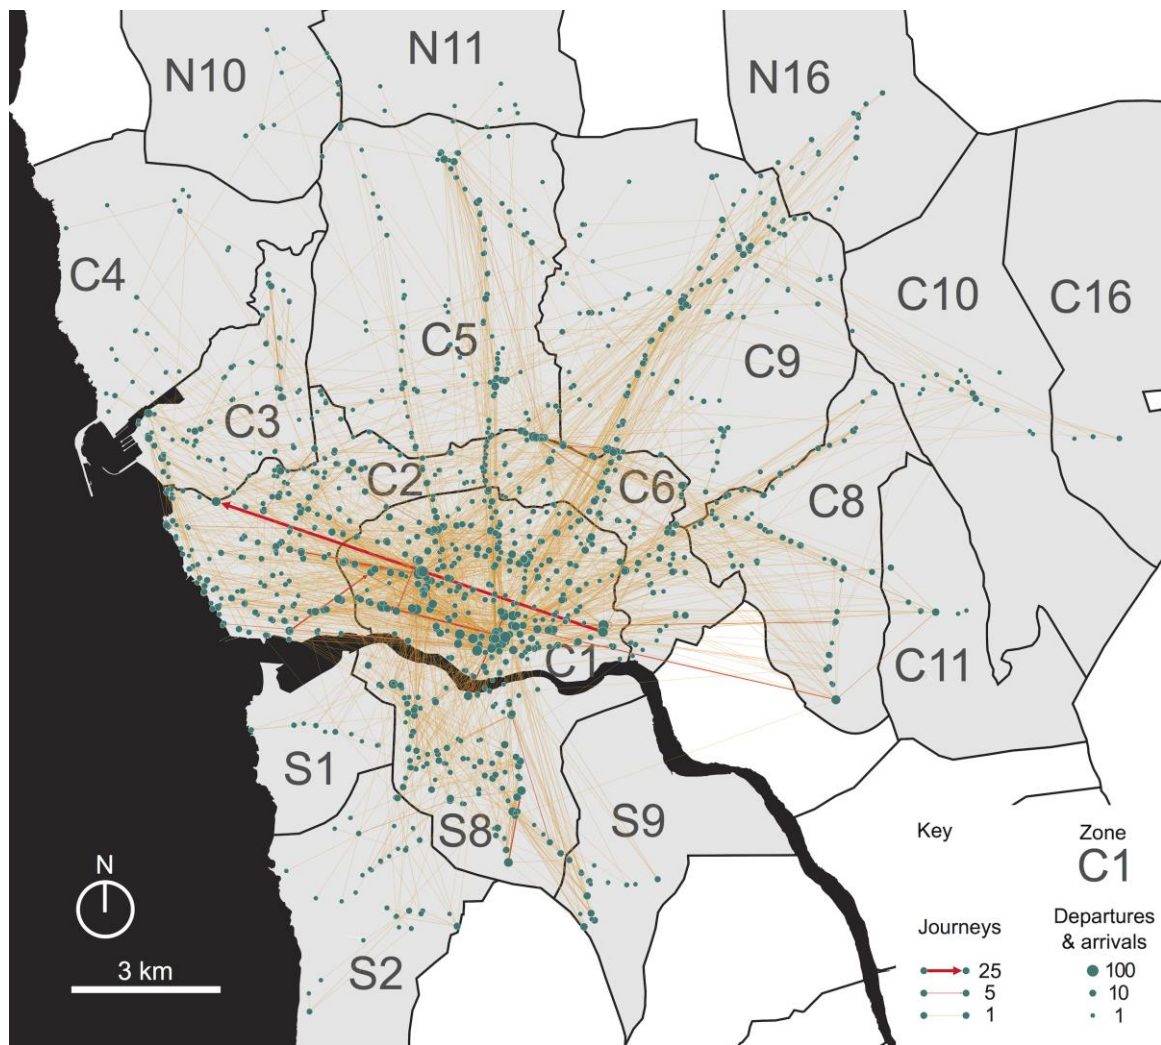 N10
N11
N16
C4
C10
C16
C5
C9
C3
C2
C6
C8
C1
C11
S1
S8
S9
S2
N
3 km
Key
Zone
C1
Journeys
Departures
& arrivals
25
100
5
10
1
1